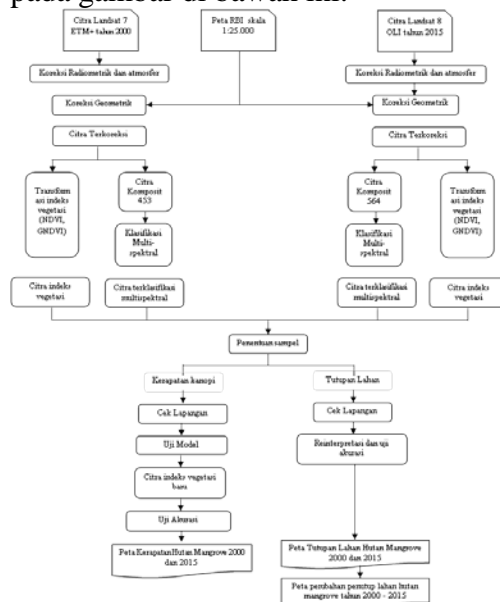 pada gambar di bawah ini.
Citra Landsat 7
ETM+ tahun 2000
Peta RBI skala
1:25.000
Citra Landsat 8
OLI tahun 2015
Koreksi Radiometrik dan atmosfer
Koreksi Radiometrik dan atmosfer
Koreksi Geometrik
Koreksi Geometrik
Citra Terkoreksi
Citra Terkoreksi
Transform
asi indeks
vegetasi
(NDVI,
GNDVI)
Citra
Komposit
453
Citra
Komposit
564
Transform
asi indeks
vegetasi
(NDVI,
GNDVI)
Klasifikasi
Multi-
spektral
Klasifikasi
Multi-
spektral
Citra indeks
vegetasi
Citra terklasifikasi
multispektral
Citra terklasifikasi
multispektral
Citra indeks
vegetasi
Penentuan sampel
Kerapatan kanopi
Tutupan Lahan
Cek Lapangan
Cek Lapangan
Uji Model
Reinterpretasi dan uji
akurasi
Citra indeks vegetasi
baru
Uji Akurasi
Peta Kerapatan Hutan Mangrove 2000
dan 2015
Peta Tutupan Lahan Hutan Mangrove
2000 dan 2015
Peta perubahan penutup lahan hutan
mangrove tahun 2000 - 2015